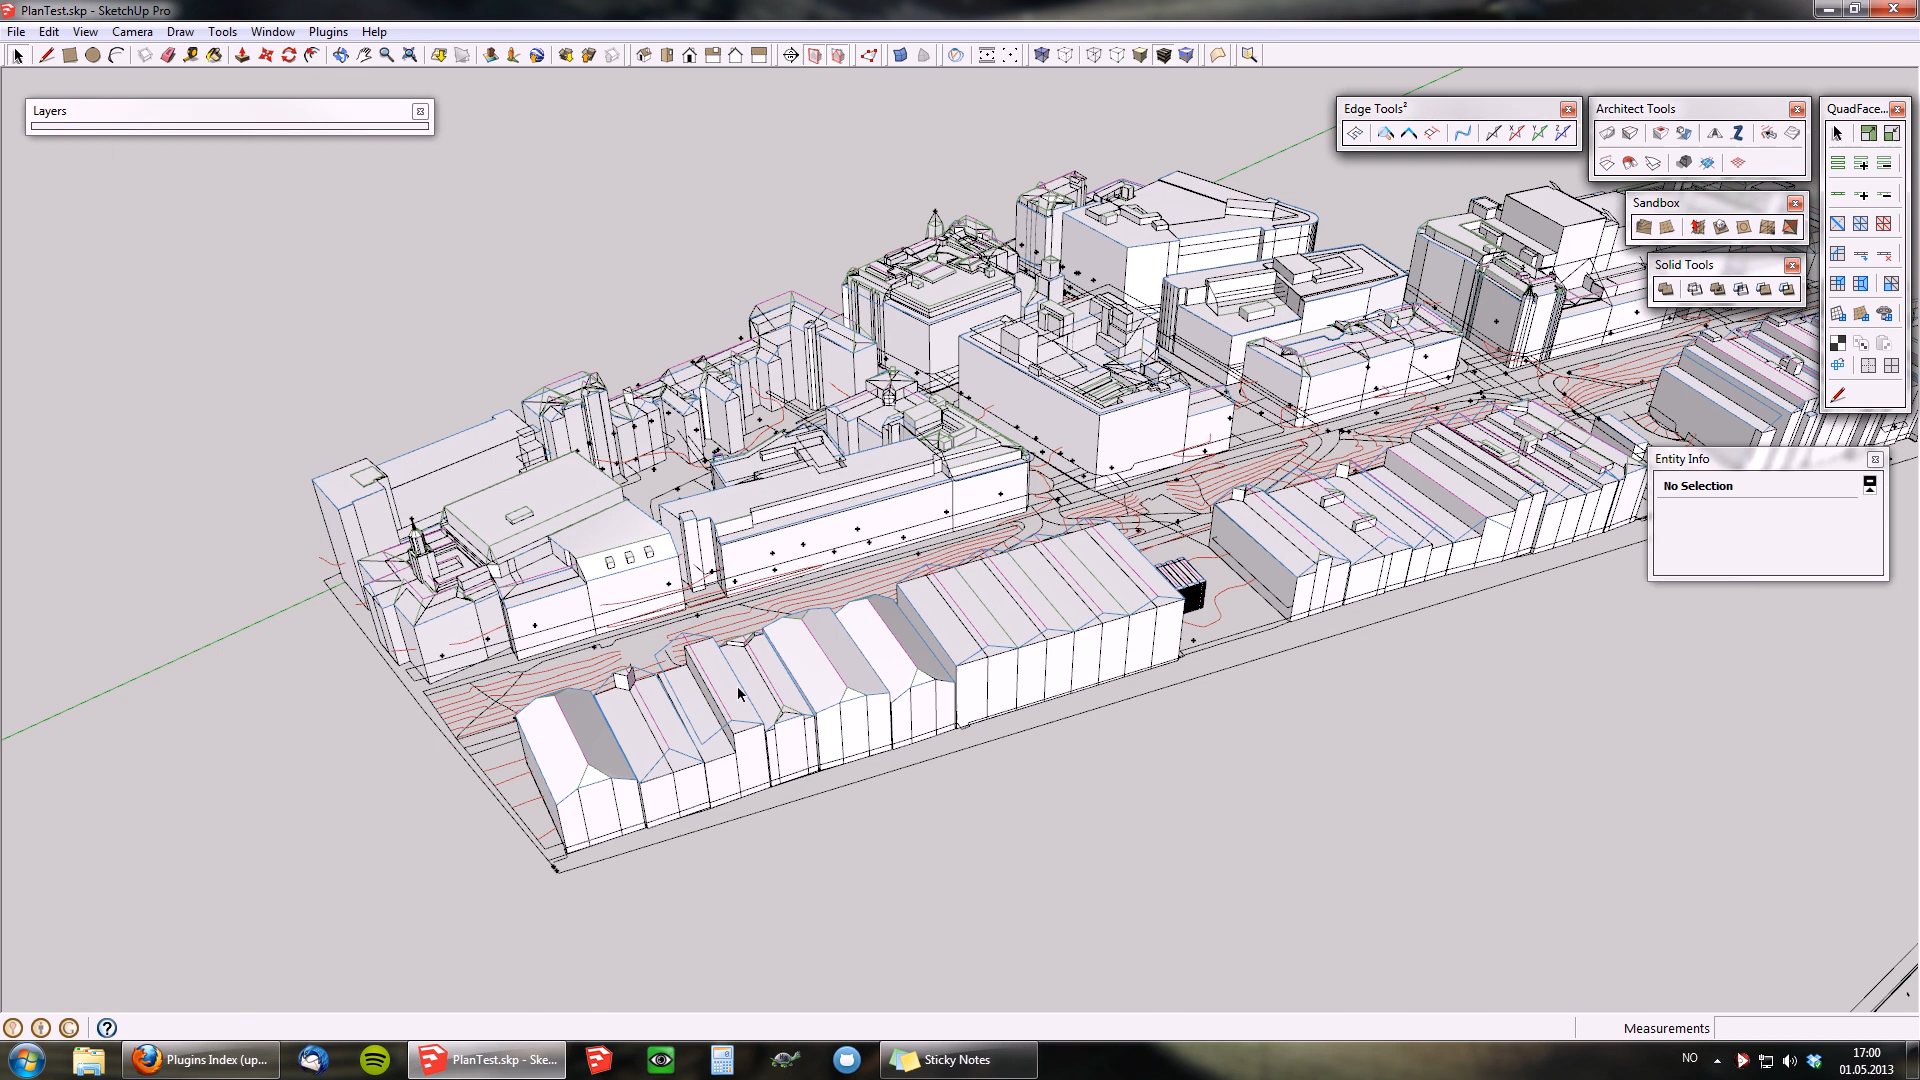 PlanTest.skp - SketchUp Pro
File Edit View Camera Draw Tools Window Plugins Help
Layers
Edge Tools²
Architect Tools
QuadFace...
Sandbox
Solid Tools
Entity Info
No Selection
Measurements
Plugins Index (up...
PlanTest.skp - Ske...
Sticky Notes
NO
17:00
01.05.2013